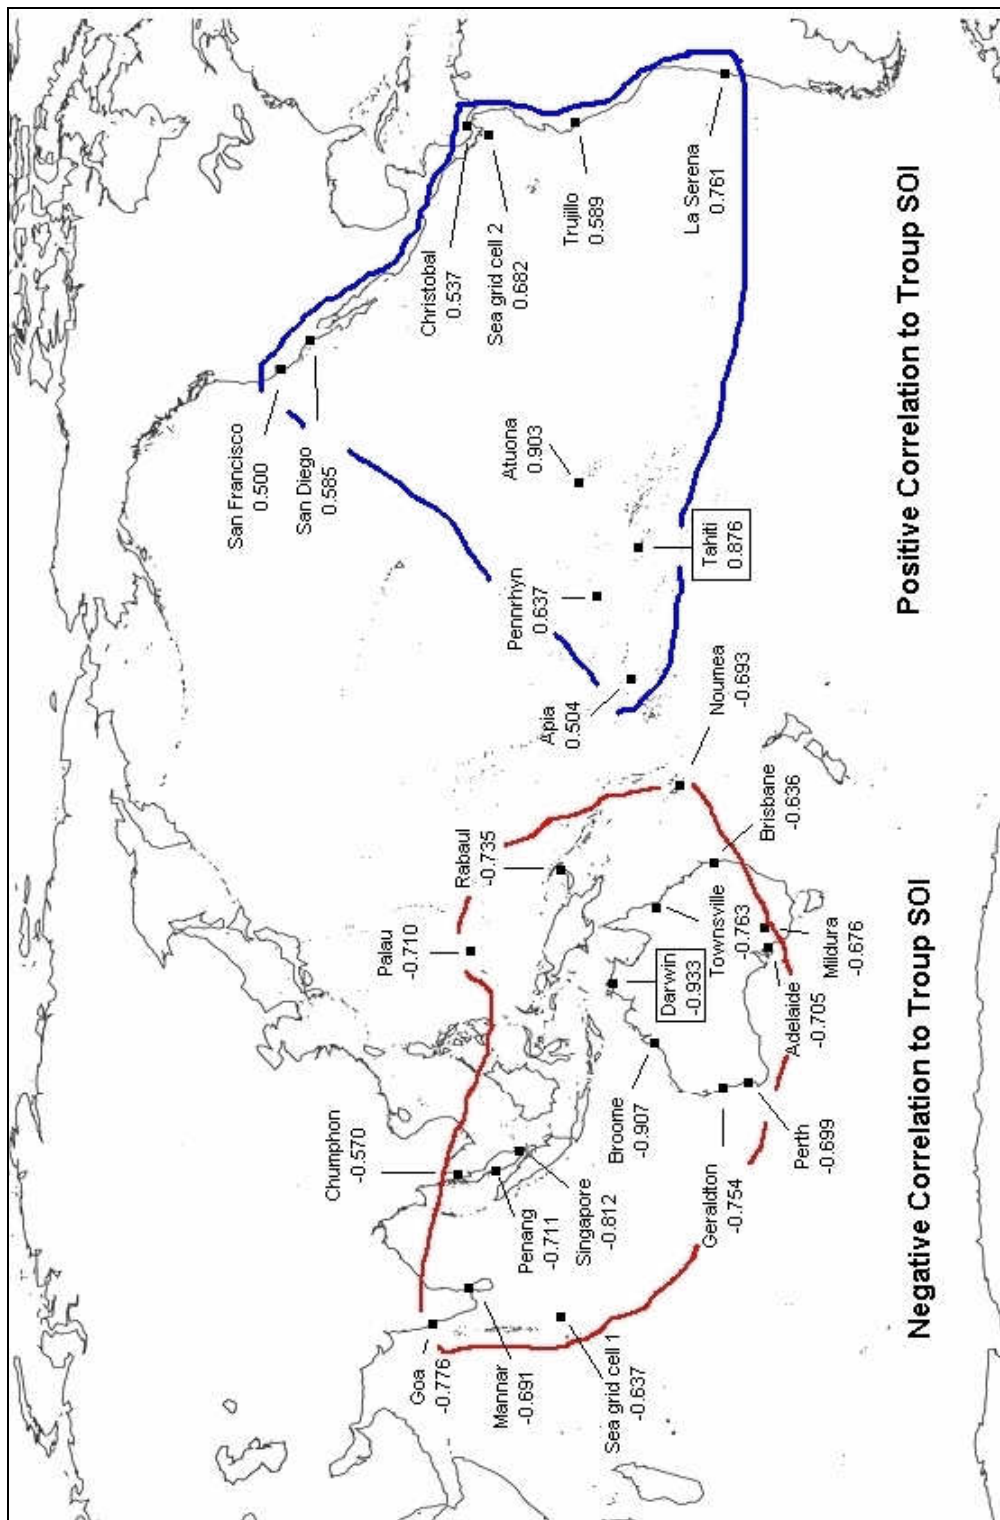 Goa
-0.776
Mannar
-0.691
Sea grid cell 1
-0.637
Chumphon
-0.570
Penang
-0.711
Singapore
-0.812
Geraldton
-0.754
Perth
-0.699
Broome
-0.907
Darwin
-0.933
Adelaide
-0.705
Mildura
-0.676
Townsville
-0.763
Brisbane
-0.636
Palau
-0.710
Rabaul
-0.735
Noumea
-0.693
Apia
0.504
Pennrhyn
0.637
Tahiti
0.876
Atuona
0.903
San Francisco
0.500
San Diego
0.585
Christobal
0.537
Sea grid cell 2
0.682
Trujillo
0.589
La Serena
0.761
Negative Correlation to Troup SOI
Positive Correlation to Troup SOI